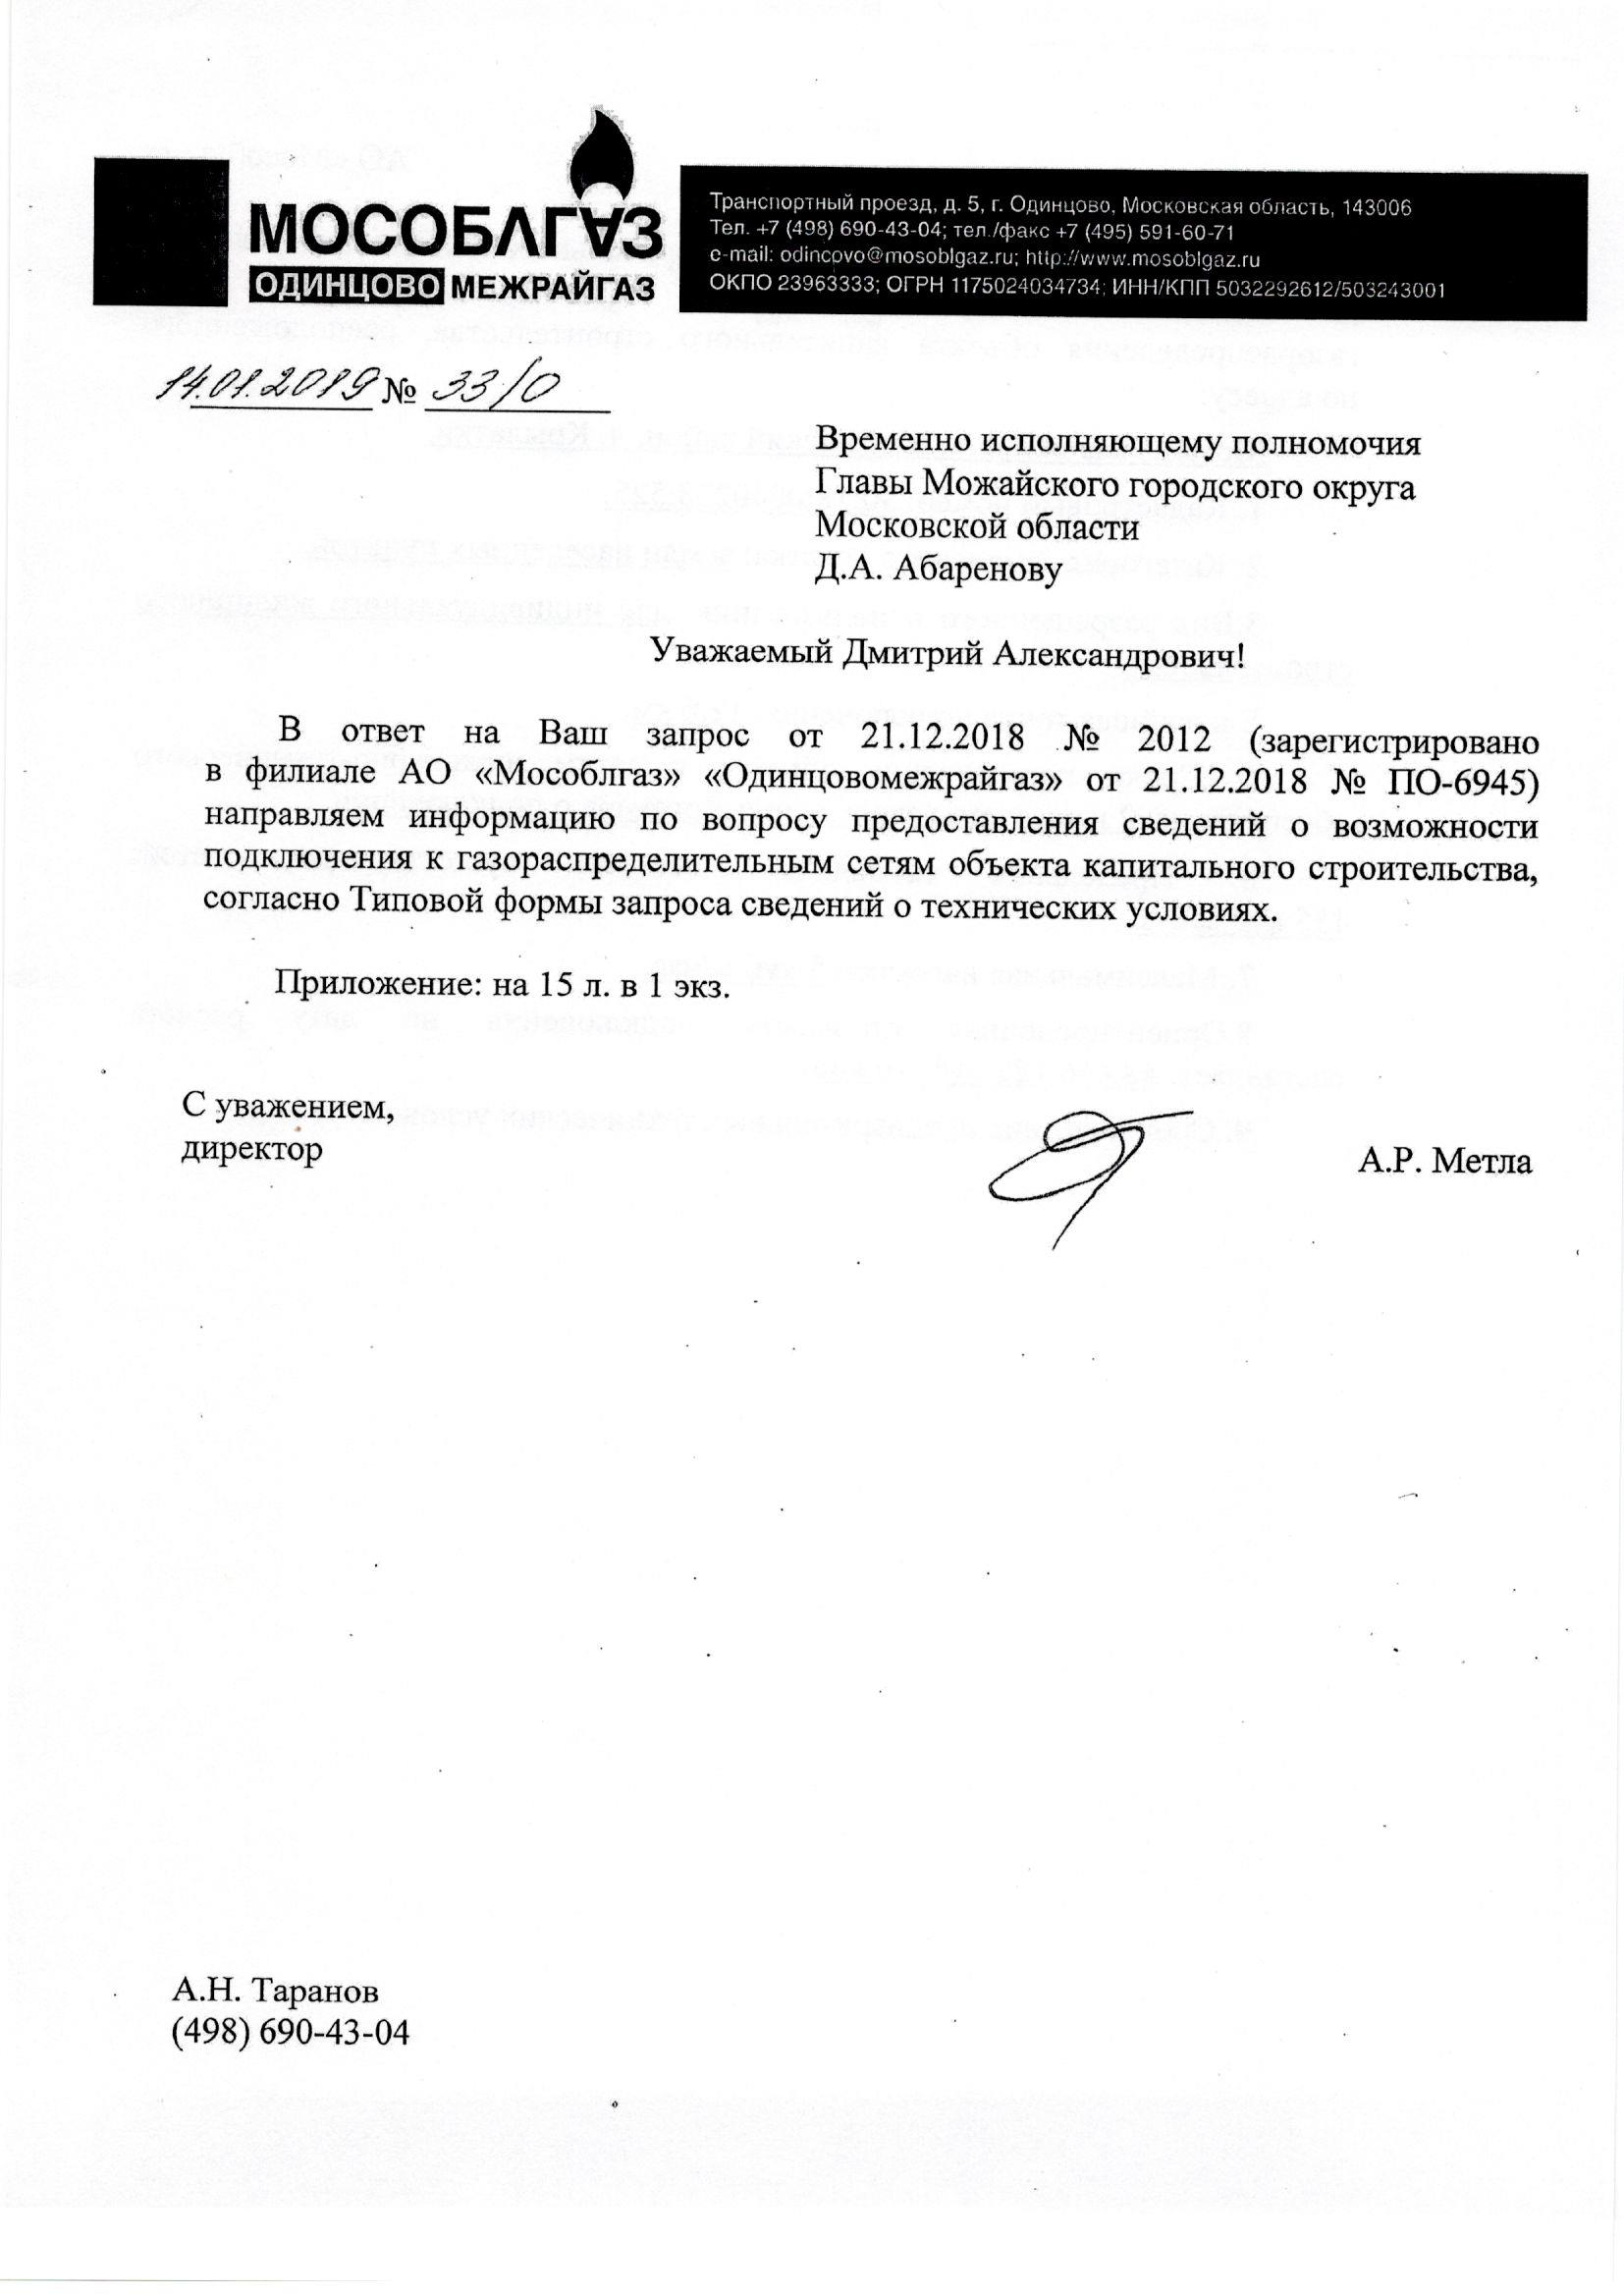 МОСОБЛГАЗ
ОДИНЦОВО МЕЖРАЙГАЗ
Транспортный проезд, д. 5, г. Одинцово, Московская область, 143006
Тел. +7 (498) 690-43-04; тел./факс +7 (495) 591-60-71
e-mail: odincovo@mosoblgaz.ru; http://www.mosoblgaz.ru
ОКПО 23963333; ОГРН 1175024034734; ИНН/КПП 5032292612/503243001
14.01.2019 № 33/О
Временно исполняющему полномочия
Главы Можайского городского округа
Московской области
Д.А. Абаренову
Уважаемый Дмитрий Александрович!
В ответ на Ваш запрос от 21.12.2018 № 2012 (зарегистрировано
в филиале АО «Мособлгаз» «Одинцовомежрайгаз» от 21.12.2018 № ПО-6945)
направляем информацию по вопросу предоставления сведений о возможности
подключения к газораспределительным сетям объекта капитального строительства,
согласно Типовой формы запроса сведений о технических условиях.
Приложение: на 15 л. в 1 экз.
С уважением,
директор
А.Р. Метла
А.Н. Таранов
(498) 690-43-04